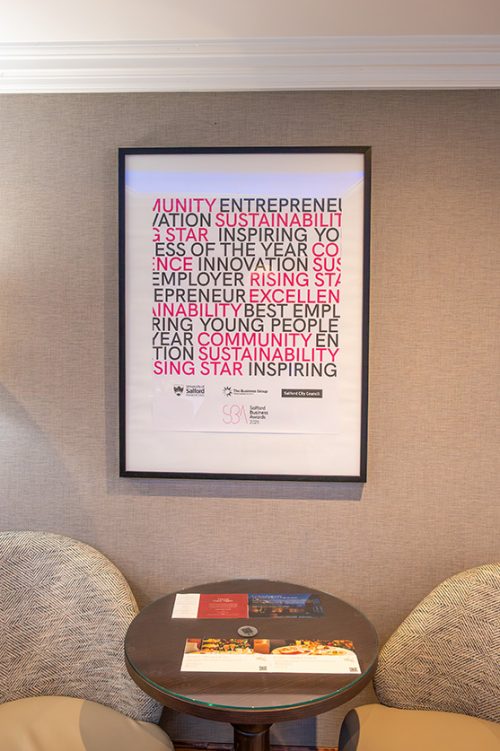 MUNITY ENTREPRENEU
VATION SUSTAINABILIT
G STAR INSPIRING YO
ESS OF THE YEAR CO
ENCE INNOVATION SUS
EMPLOYER RISING STA
EPRENEUR EXCELLEN
AINABILITY BEST EMPL
RING YOUNG PEOPLE
YEAR COMMUNITY EN
TION SUSTAINABILITY
SING STAR INSPIRING
University of
Salford
The Business Group
Salford City Council
SBA
Salford
Business
Awards